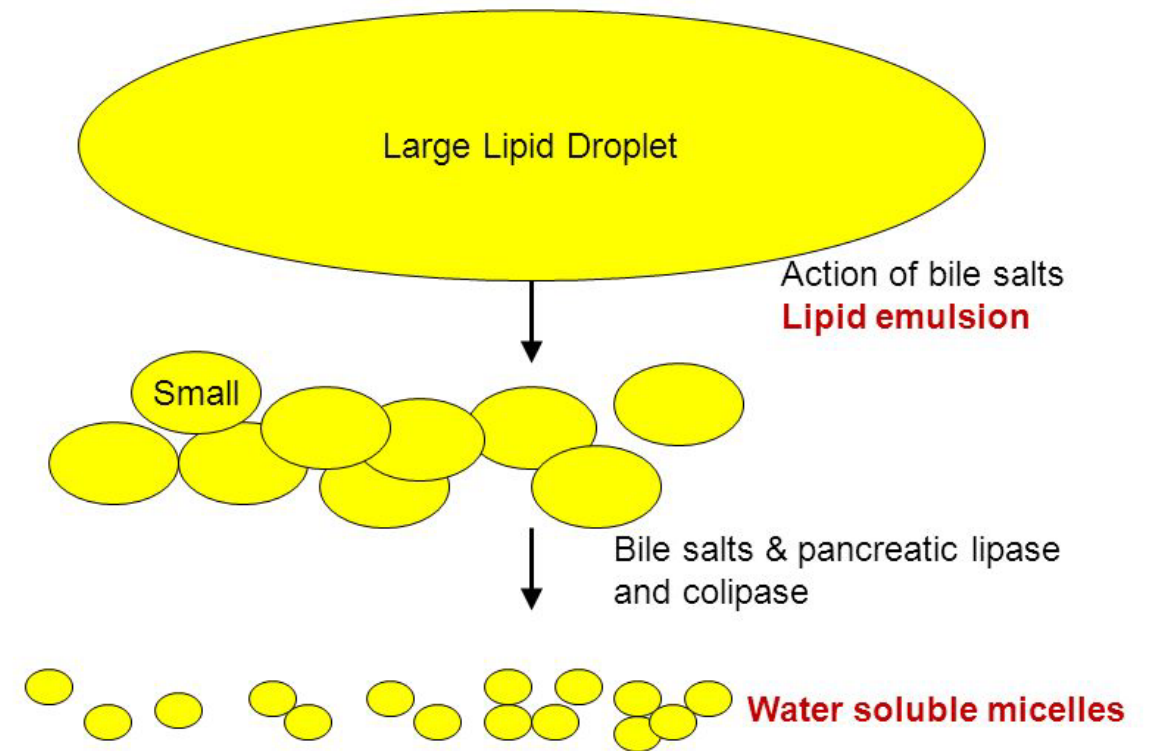 Large Lipid Droplet
Action of bile salts
Lipid emulsion
Small
Bile salts & pancreatic lipase
and colipase
Water soluble micelles